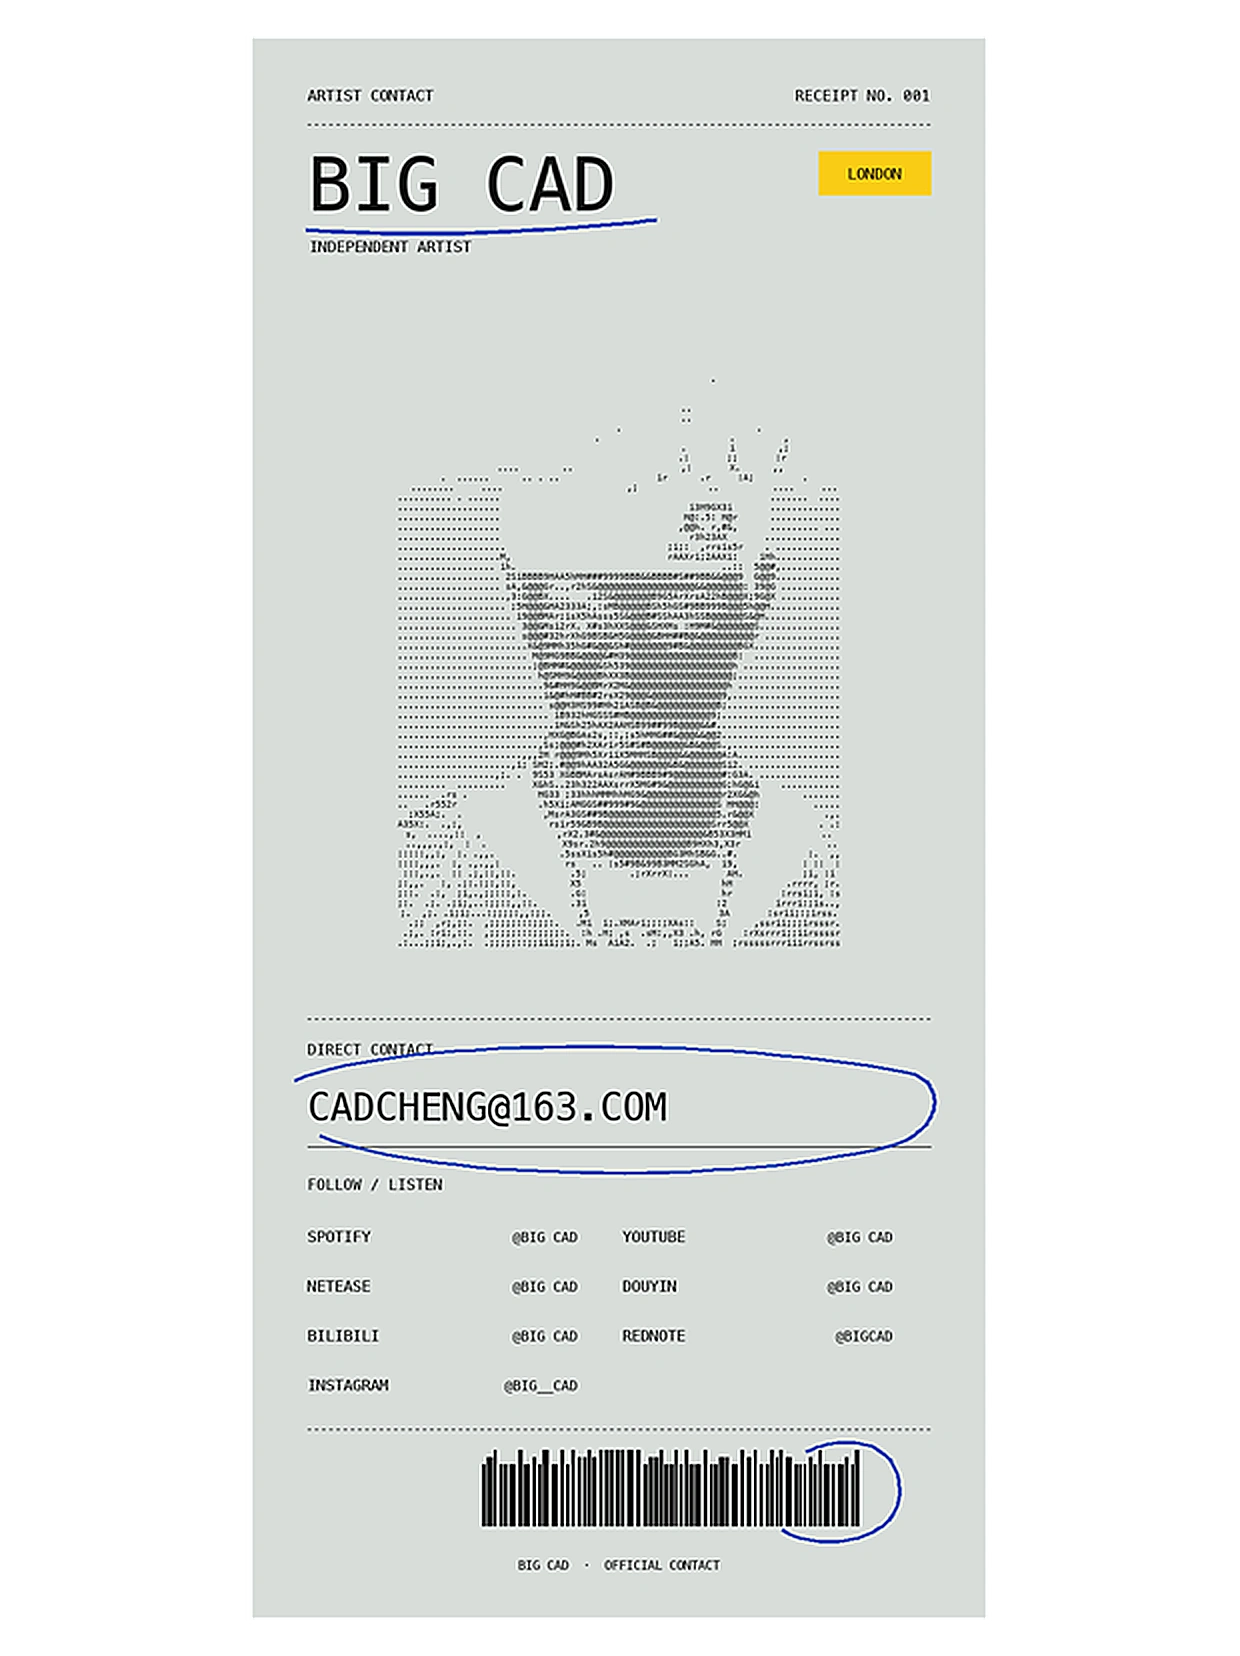 ARTIST CONTACT RECEIPT NO. 001
BIG CAD
LONDON
INDEPENDENT ARTIST
DIRECT CONTACT
CADCHENG@163.COM
FOLLOW / LISTEN
SPOTIFY @BIG CAD YOUTUBE @BIG CAD
NETEASE @BIG CAD DOUYIN @BIG CAD
BILIBILI @BIG CAD REDNOTE @BIGCAD
INSTAGRAM @BIG__CAD
BIG CAD · OFFICIAL CONTACT